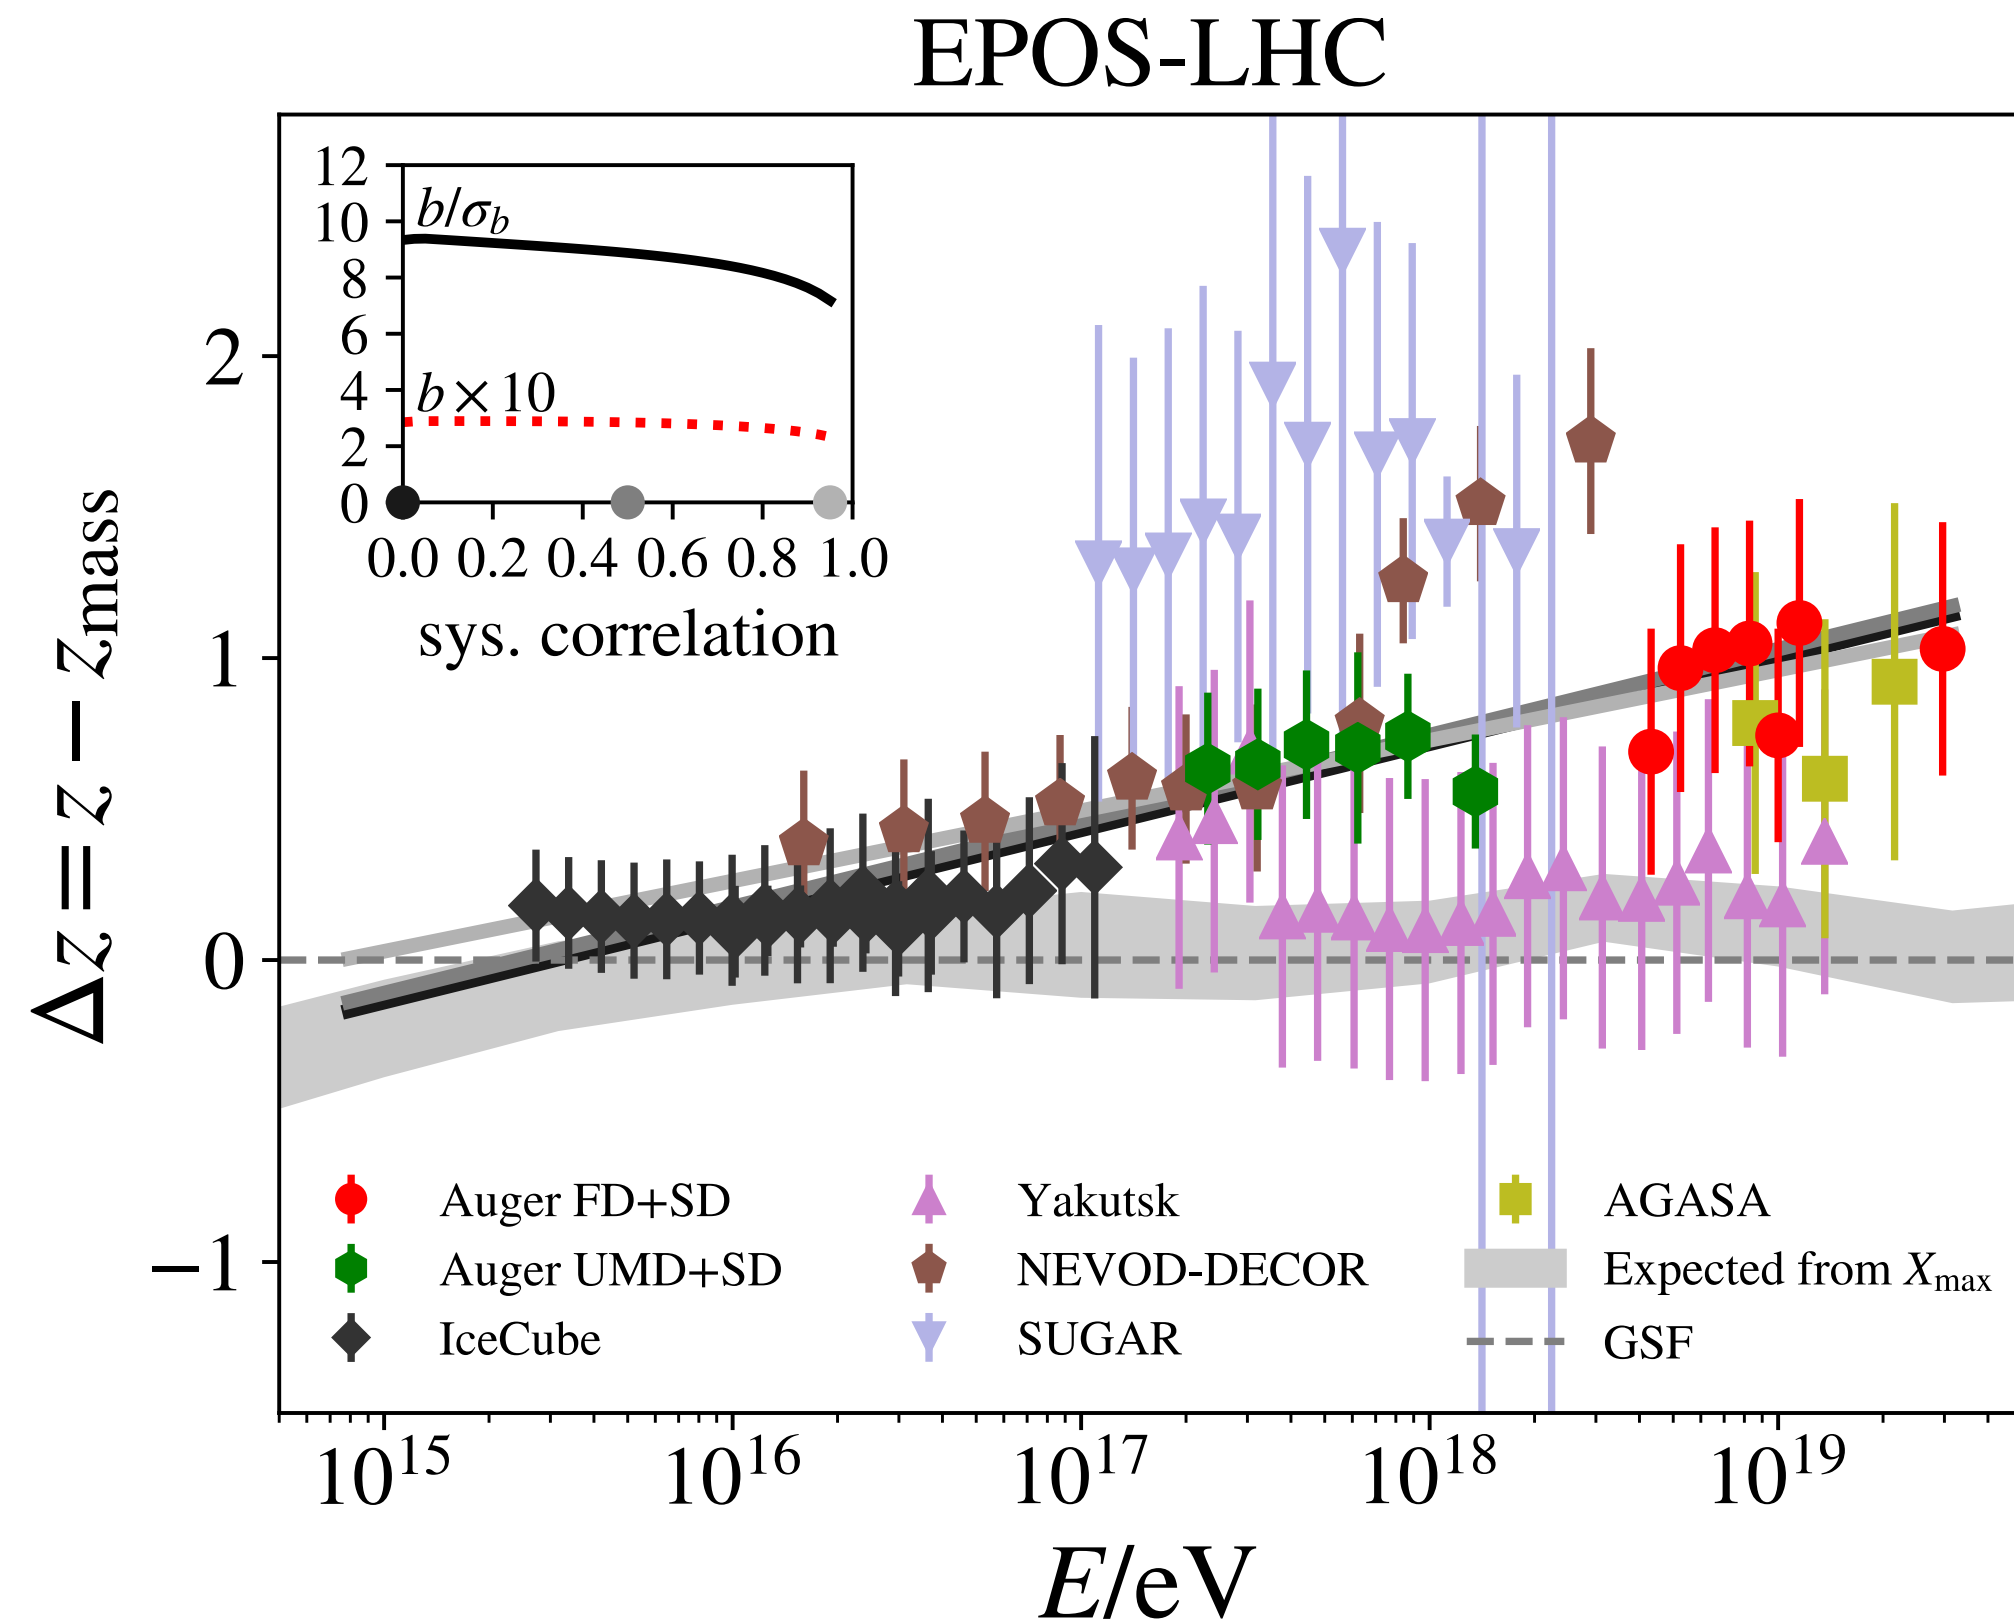 EPOS-LHC
12
10
8
6
4
2
0
b/σ_b
b × 10
0.0 0.2 0.4 0.6 0.8 1.0
sys. correlation
Δz = z − z_mass
2
1
0
−1
Auger FD+SD
Auger UMD+SD
IceCube
Yakutsk
NEVOD-DECOR
SUGAR
AGASA
Expected from X_max
GSF
10^15 10^16 10^17 10^18 10^19
E/eV